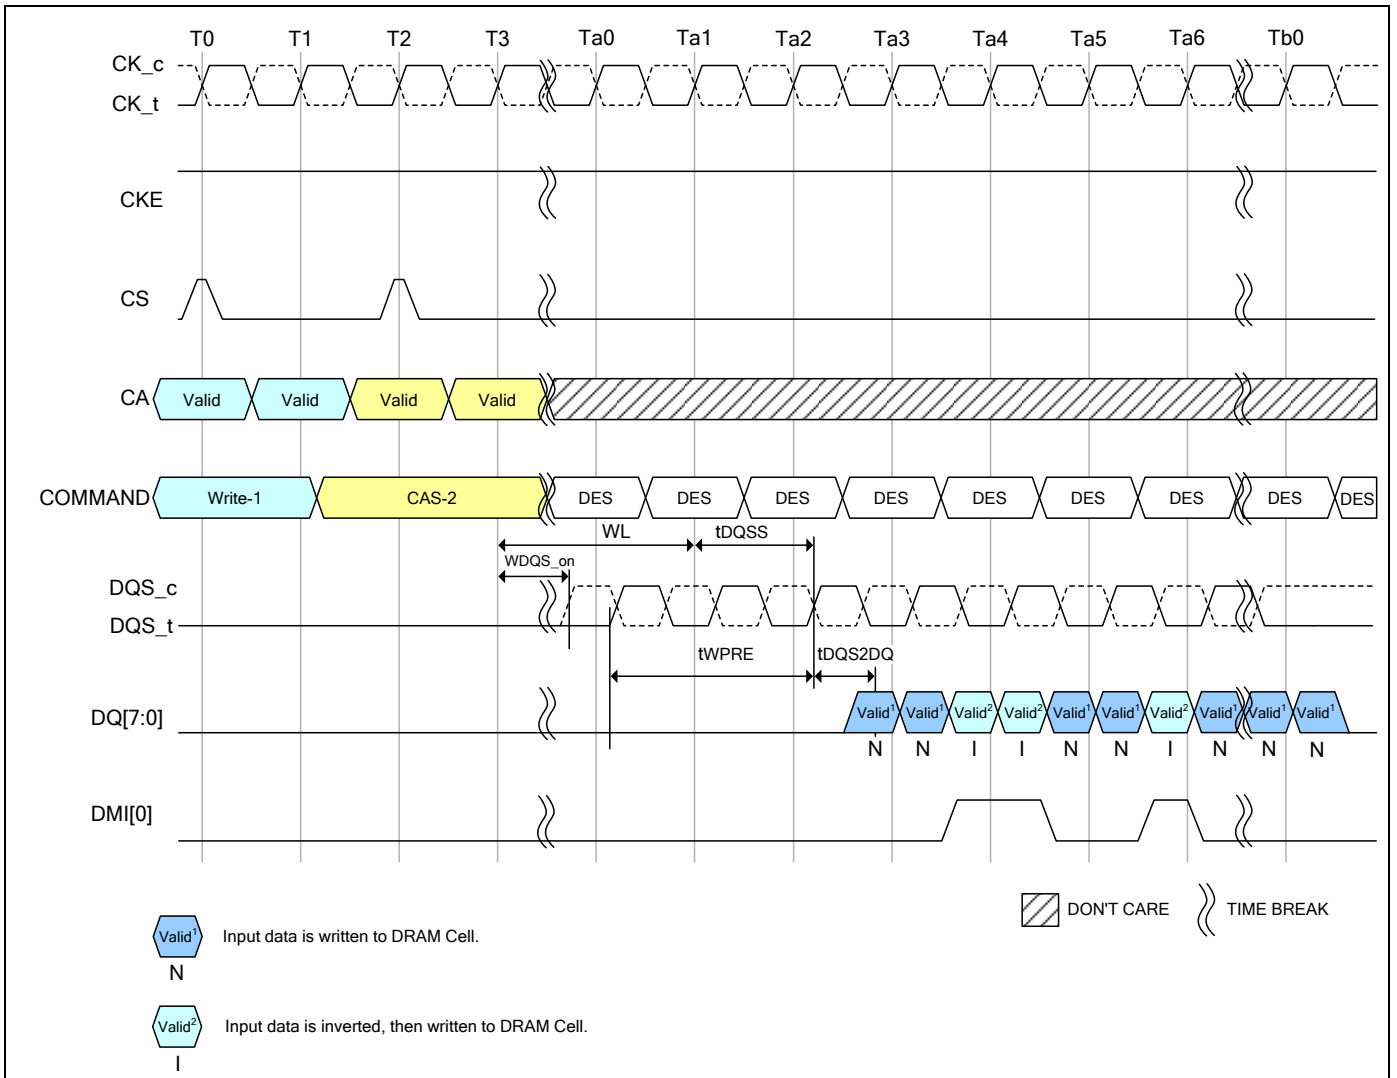 T0 T1 T2 T3 Ta0 Ta1 Ta2 Ta3 Ta4 Ta5 Ta6 Tb0
CK_c
CK_t
CKE
CS
CA Valid Valid Valid Valid
COMMAND Write-1 CAS-2 DES DES DES DES DES DES DES DES DES
WL tDQSS
WDQS_on
DQS_c
DQS_t
tWPRE tDQS2DQ
DQ[7:0] Valid¹ Valid¹ Valid² Valid² Valid¹ Valid¹ Valid² Valid¹ Valid¹ Valid¹
N N I I N N I N N N
DMI[0]
DON'T CARE TIME BREAK
Valid¹ Input data is written to DRAM Cell.
N
Valid² Input data is inverted, then written to DRAM Cell.
I